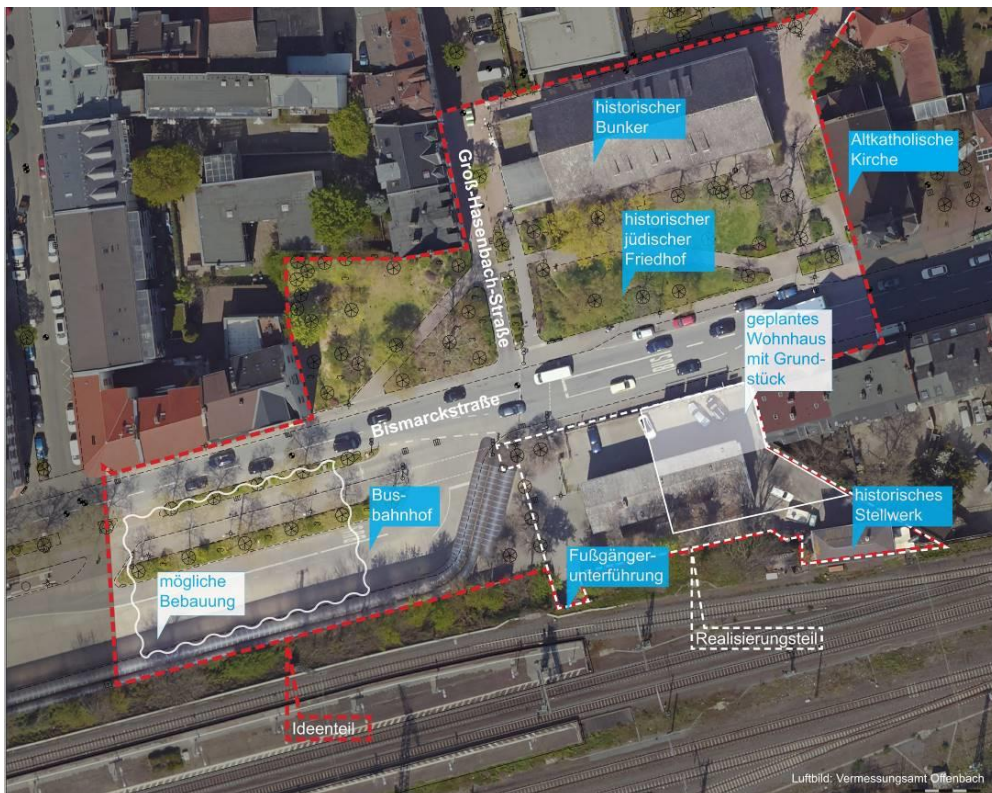 historischer
Bunker
Altkatholische
Kirche
Groß-Hasenbach-Straße
historischer
jüdischer
Friedhof
geplantes
Wohnhaus
mit Grund-
stück
BUS
Bismarckstraße
Bus-
bahnhof
historisches
Stellwerk
Fußgänger-
unterführung
mögliche
Bebauung
Realisierungsteil
Ideenteil
Luftbild: Vermessungsamt Offenbach